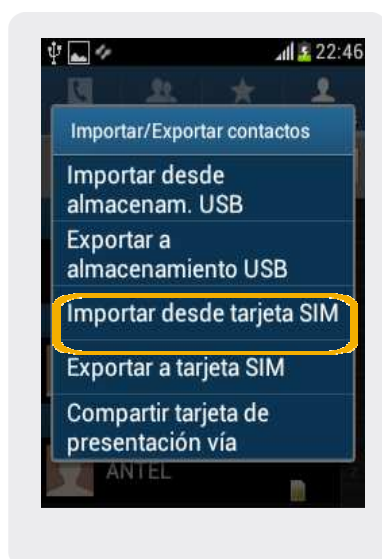 22:46
Importar/Exportar contactos
Importar desde
almacenam. USB
Exportar a
almacenamiento USB
Importar desde tarjeta SIM
Exportar a tarjeta SIM
Compartir tarjeta de
presentación vía
ANTEL